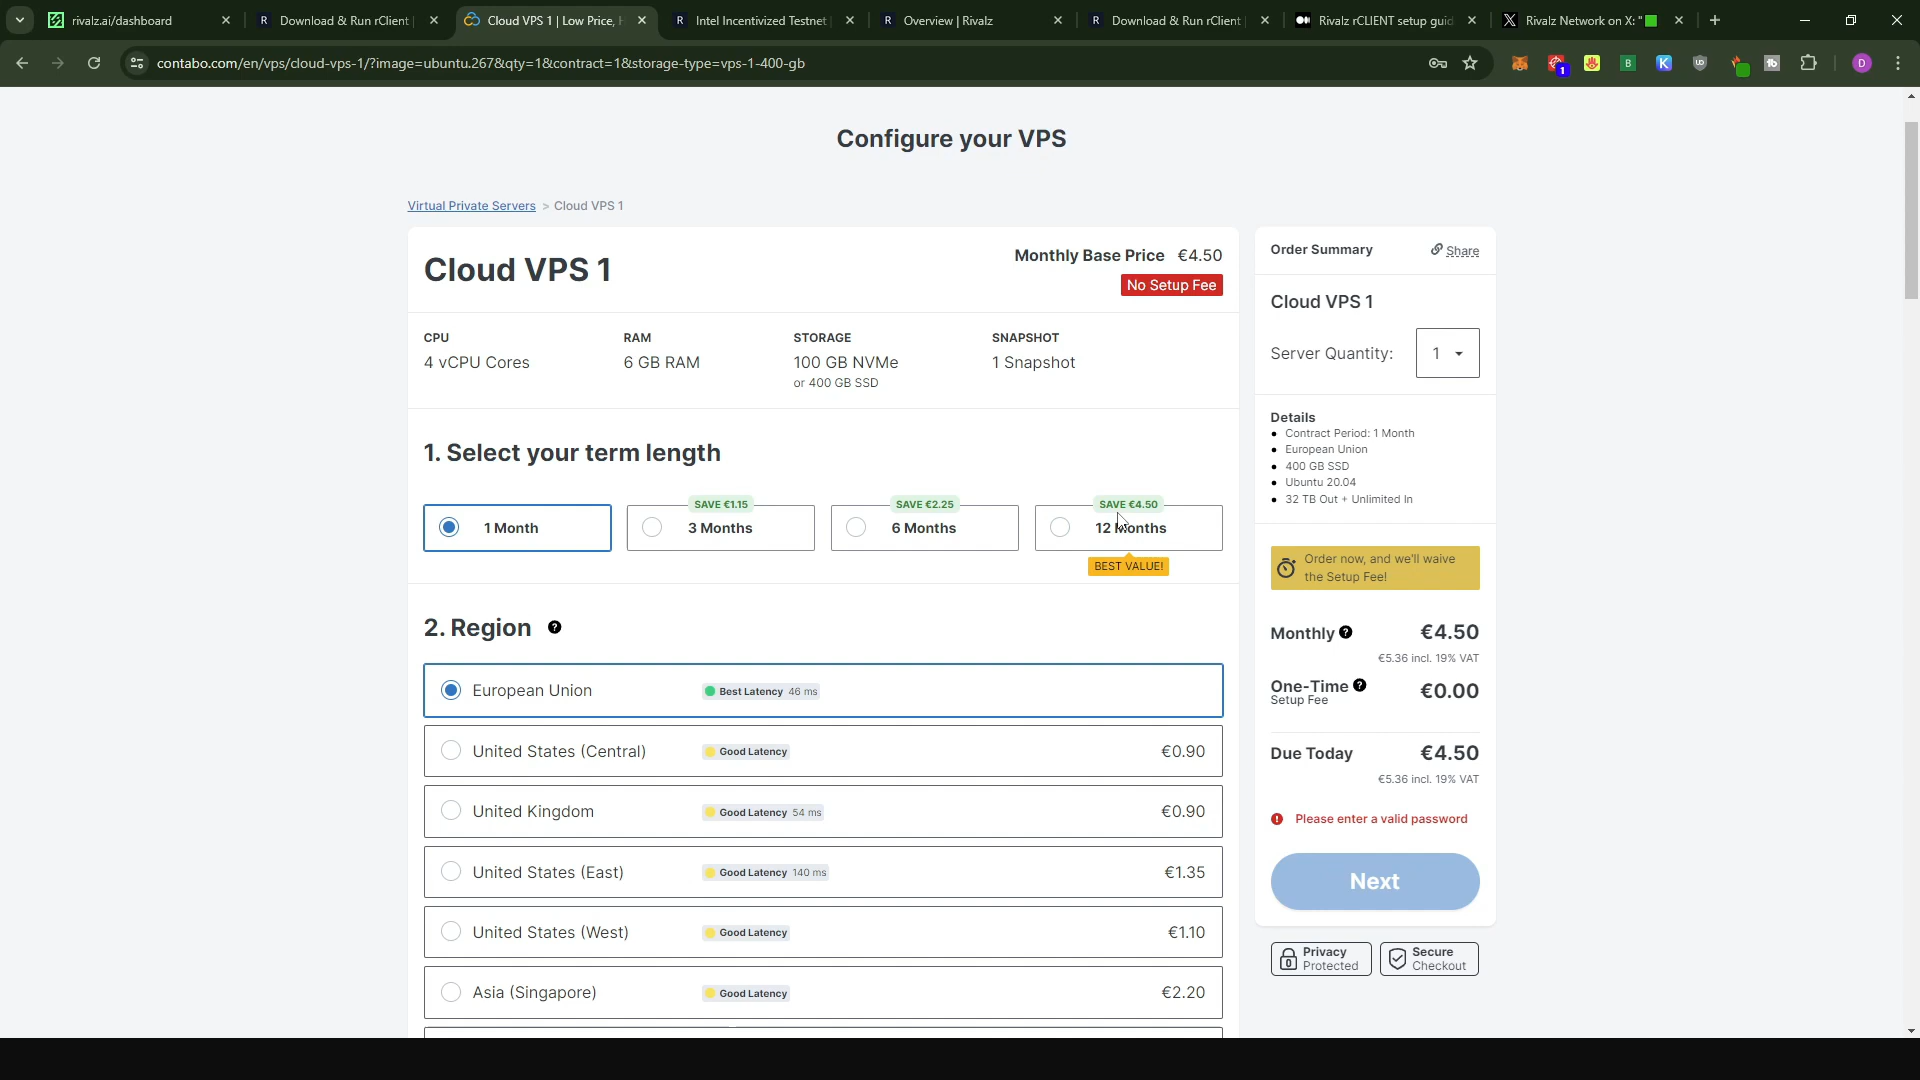 rivalz.ai/dashboard
Download & Run rClient
Cloud VPS 1 | Low Price, H
Intel Incentivized Testnet
Overview | Rivalz
Download & Run rClient
Rivalz rCLIENT setup guid
Rivalz Network on X: "
contabo.com/en/vps/cloud-vps-1/?image=ubuntu.267&qty=1&contract=1&storage-type=vps-1-400-gb
Configure your VPS
Virtual Private Servers > Cloud VPS 1
Cloud VPS 1
Monthly Base Price €4.50
No Setup Fee
CPU
4 vCPU Cores
RAM
6 GB RAM
STORAGE
100 GB NVMe
or 400 GB SSD
SNAPSHOT
1 Snapshot
1. Select your term length
1 Month
SAVE €1.15
3 Months
SAVE €2.25
6 Months
SAVE €4.50
12 Months
BEST VALUE!
2. Region
European Union
Best Latency 46 ms
United States (Central)
Good Latency
€0.90
United Kingdom
Good Latency 54 ms
€0.90
United States (East)
Good Latency 140 ms
€1.35
United States (West)
Good Latency
€1.10
Asia (Singapore)
Good Latency
€2.20
Order Summary
Share
Cloud VPS 1
Server Quantity:
1
Details
Contract Period: 1 Month
European Union
400 GB SSD
Ubuntu 20.04
32 TB Out + Unlimited In
Order now, and we'll waive
the Setup Fee!
Monthly
€4.50
€5.36 incl. 19% VAT
One-Time
Setup Fee
€0.00
Due Today
€4.50
€5.36 incl. 19% VAT
Please enter a valid password
Next
Privacy
Protected
Secure
Checkout